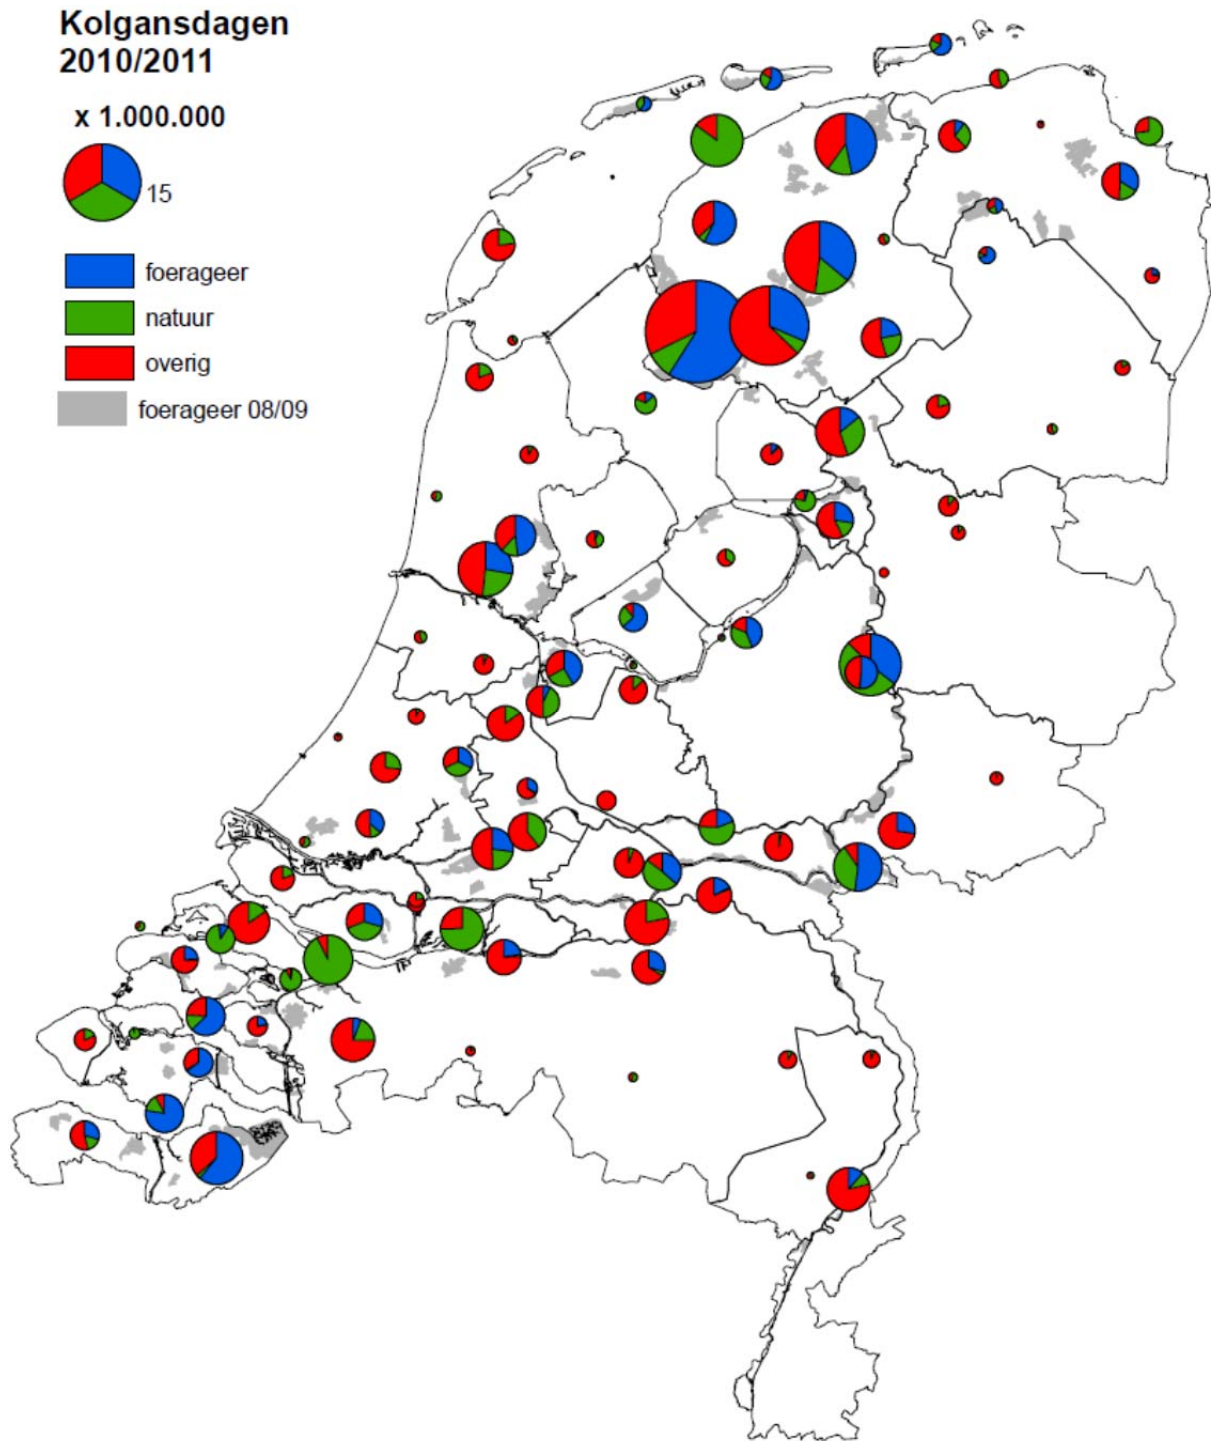 Kolgansdagen
2010/2011
x 1.000.000
15
foerageer
natuur
overig
foerageer 08/09